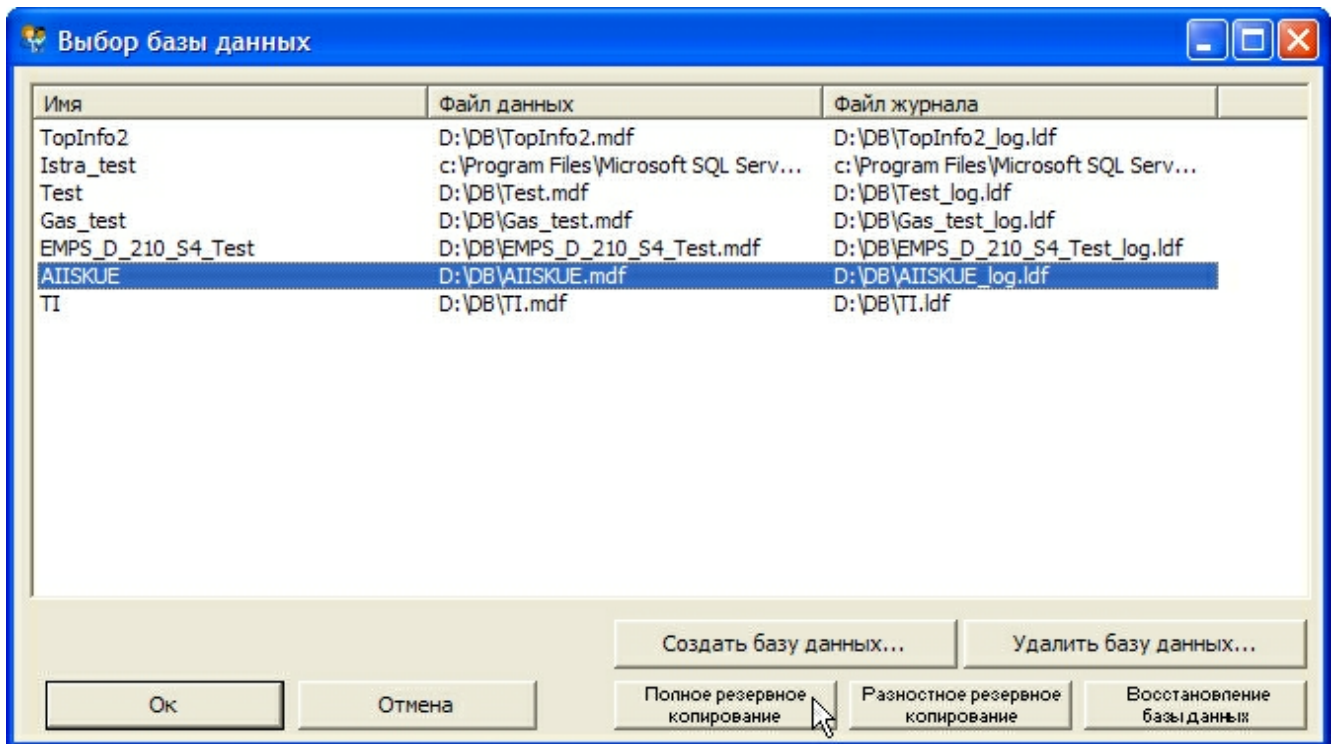 Выбор базы данных
Имя Файл данных Файл журнала
TopInfo2 D:\DB\TopInfo2.mdf D:\DB\TopInfo2_log.ldf
Istra_test c:\Program Files\Microsoft SQL Serv... c:\Program Files\Microsoft SQL Serv...
Test D:\DB\Test.mdf D:\DB\Test_log.ldf
Gas_test D:\DB\Gas_test.mdf D:\DB\Gas_test_log.ldf
EMPS_D_210_S4_Test D:\DB\EMPS_D_210_S4_Test.mdf D:\DB\EMPS_D_210_S4_Test_log.ldf
AIISKUE D:\DB\AIISKUE.mdf D:\DB\AIISKUE_log.ldf
TI D:\DB\TI.mdf D:\DB\TI.ldf
Создать базу данных... Удалить базу данных...
Ок Отмена
Полное резервное
копирование
Разностное резервное
копирование
Восстановление
базы данных